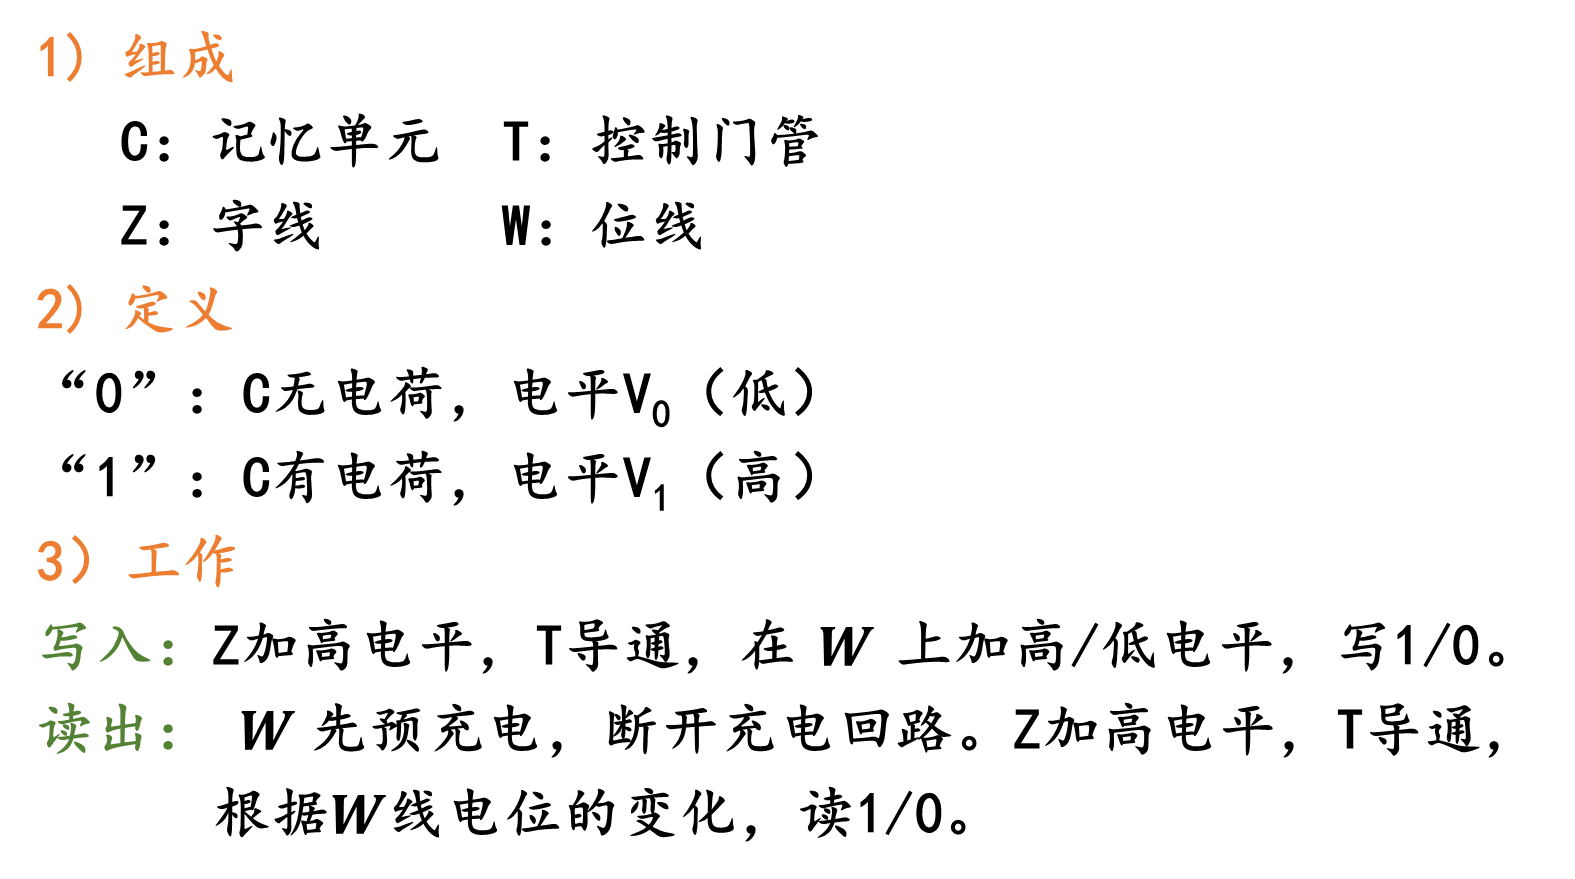 1) 组成
C：记忆单元 T：控制门管
Z：字线 W：位线
2) 定义
“0”：C无电荷，电平V₀（低）
“1”：C有电荷，电平V₁（高）
3）工作
写入：Z加高电平，T导通，在 W 上加高/低电平，写1/0。
读出： W 先预充电，断开充电回路。Z加高电平，T导通，
根据W线电位的变化，读1/0。